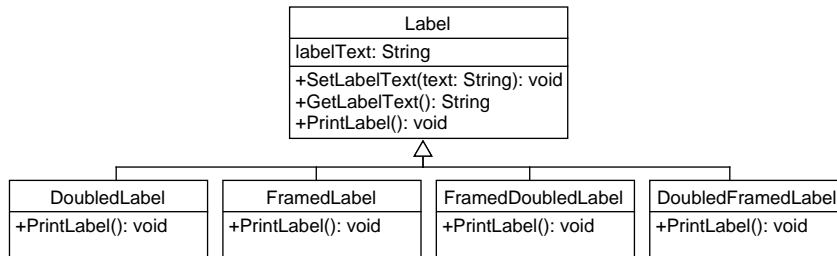 Label
labelText: String
+SetLabelText(text: String): void
+GetLabelText(): String
+PrintLabel(): void
DoubledLabel
+PrintLabel(): void
FramedLabel
+PrintLabel(): void
FramedDoubledLabel
+PrintLabel(): void
DoubledFramedLabel
+PrintLabel(): void